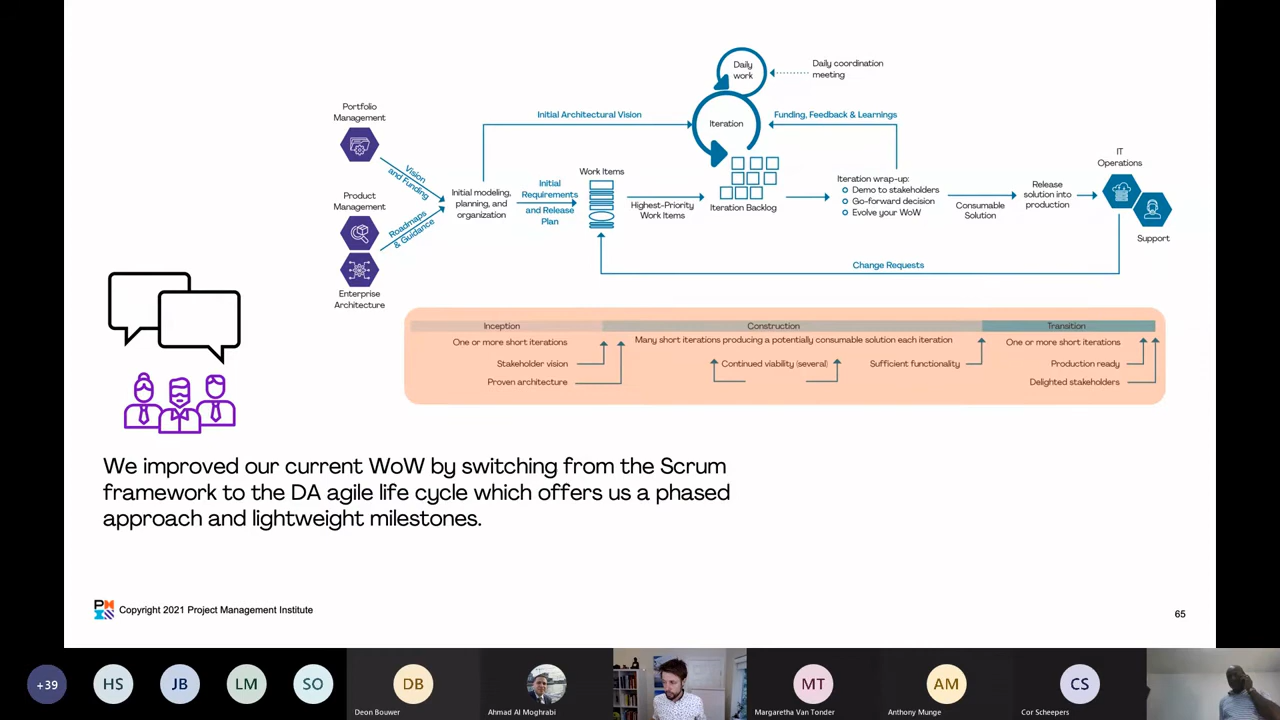 Daily
work
Daily coordination
meeting
Portfolio
Management
Initial Architectural Vision
Iteration
Funding, Feedback & Learnings
Vision
and Funding
Product
Management
Roadmaps
& Guidance
Enterprise
Architecture
Initial modeling,
planning, and
organization
Initial
Requirements
and Release
Plan
Work Items
Highest-Priority
Work Items
Iteration Backlog
Iteration wrap-up:
Demo to stakeholders
Go-forward decision
Evolve your WoW
Consumable
Solution
Release
solution into
production
IT
Operations
Support
Change Requests
Inception
Construction
Transition
One or more short iterations
Many short iterations producing a potentially consumable solution each iteration
One or more short iterations
Stakeholder vision
Continued viability (several)
Sufficient functionality
Production ready
Proven architecture
Delighted stakeholders
We improved our current WoW by switching from the Scrum
framework to the DA agile life cycle which offers us a phased
approach and lightweight milestones.
Copyright 2021 Project Management Institute
65
+39
HS
JB
LM
SO
DB
Deon Bouwer
Ahmad Al Moghrabi
MT
Margaretha Van Tonder
AM
Anthony Munge
CS
Cor Scheepers